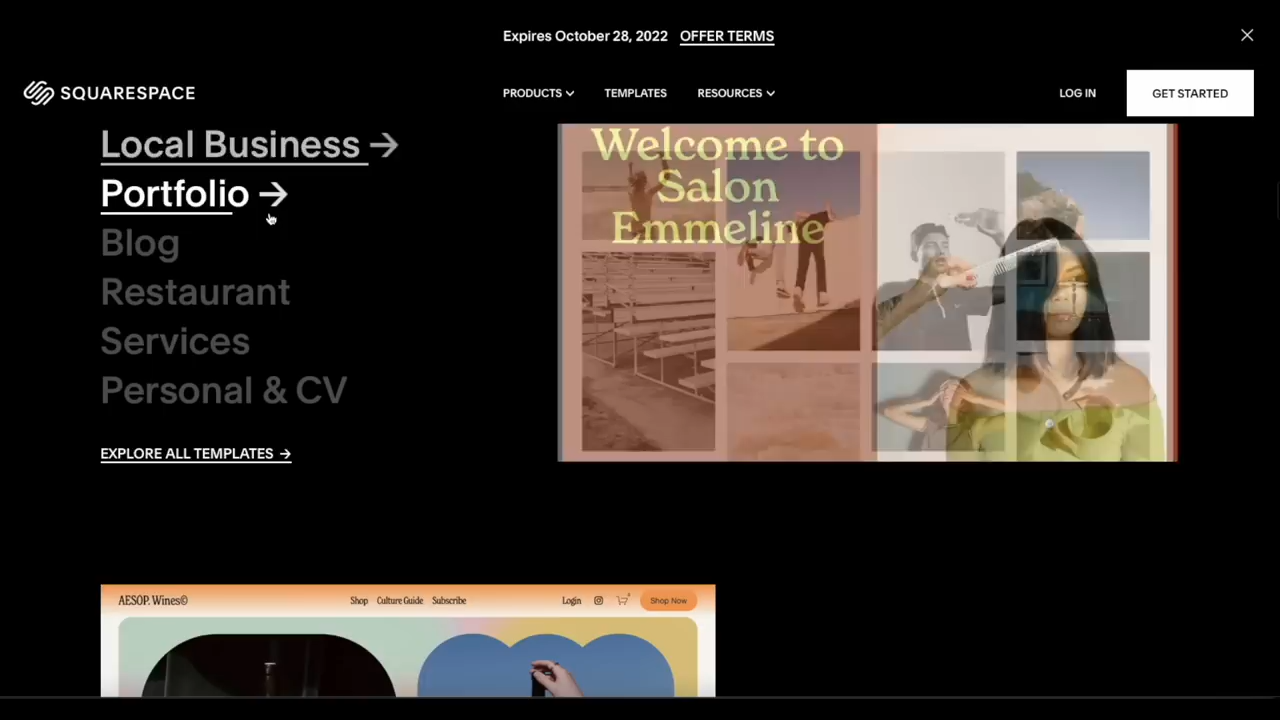 Expires October 28, 2022 OFFER TERMS
SQUARESPACE PRODUCTS TEMPLATES RESOURCES LOG IN GET STARTED
Local Business →
Portfolio →
Blog
Restaurant
Services
Personal & CV
EXPLORE ALL TEMPLATES →
Welcome to
Salon
Emmeline
AESOP. Wines© Shop Culture Guide Subscribe Login Shop Now